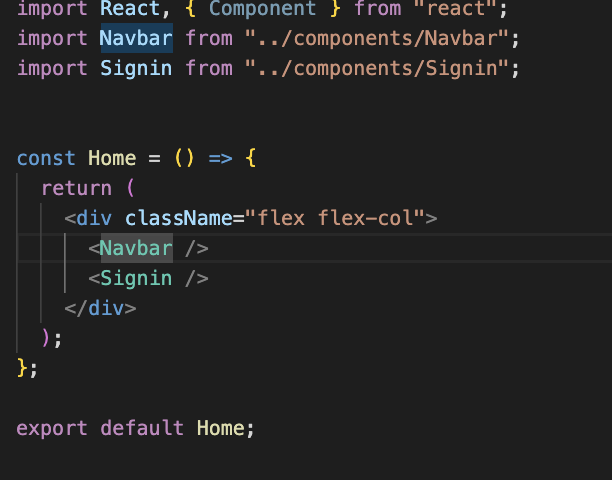 import React, { Component } from "react";
import Navbar from "../components/Navbar";
import Signin from "../components/Signin";
const Home = () => {
return (
<div className="flex flex-col">
<Navbar />
<Signin />
</div>
);
};
export default Home;